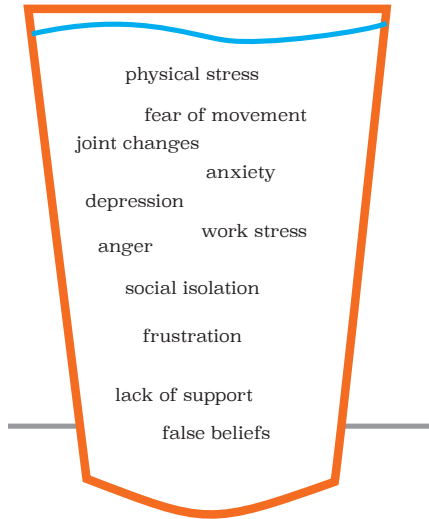 physical stress
fear of movement
joint changes
anxiety
depression
work stress
anger
social isolation
frustration
lack of support
false beliefs